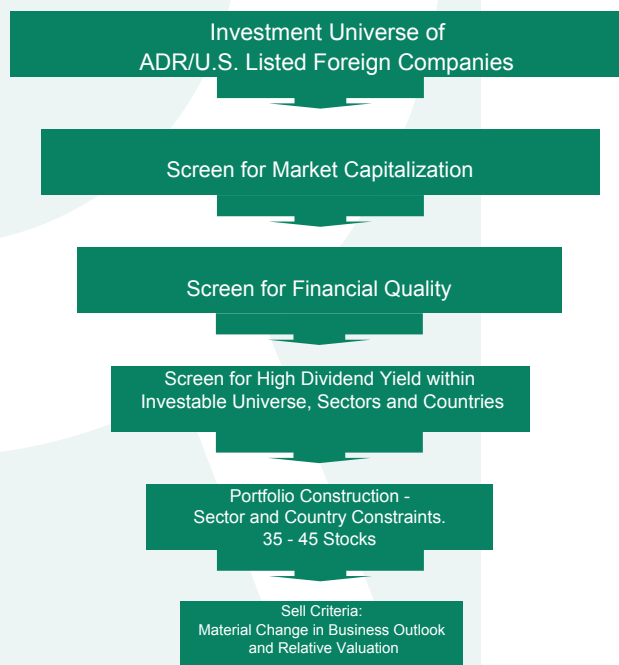 Investment Universe of
ADR/U.S. Listed Foreign Companies
Screen for Market Capitalization
Screen for Financial Quality
Screen for High Dividend Yield within
Investable Universe, Sectors and Countries
Portfolio Construction -
Sector and Country Constraints.
35 - 45 Stocks
Sell Criteria:
Material Change in Business Outlook
and Relative Valuation